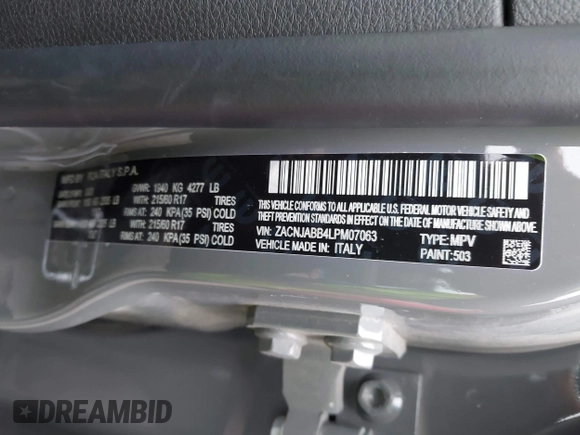 MFD BY: FCA ITALY S.P.A.
GVWR: 1940 KG 4277 LB
WITH 215/60 R17 TIRES
RIMS AT: 240 KPA(35 PSI) COLD
WITH 215/60 R17 TIRES
RIMS AT: 240 KPA(35 PSI) COLD
THIS VEHICLE CONFORMS TO ALL APPLICABLE U.S. FEDERAL MOTOR VEHICLE SAFETY,
BUMPER, AND THEFT PREVENTION STANDARDS IN EFFECT ON THE DATE OF MANUFACTURE SHOWN ABOVE
VIN: ZACNJABB4LPM07063 TYPE: MPV
VEHICLE MADE IN: ITALY PAINT: 503
DREAMBID